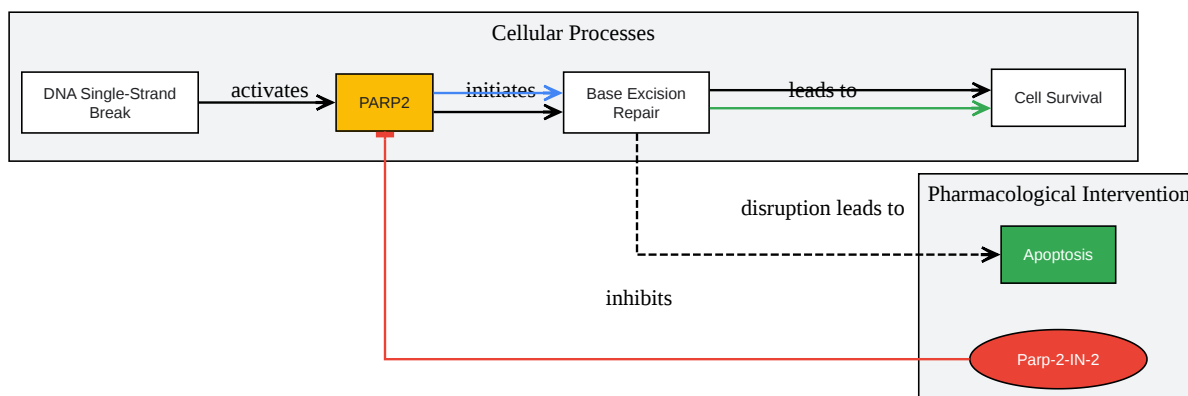 Cellular Processes
DNA Single-Strand
Break
activates
PARP2
initiates
Base Excision
Repair
leads to
Cell Survival
Pharmacological Intervention
disruption leads to
Apoptosis
inhibits
Parp-2-IN-2